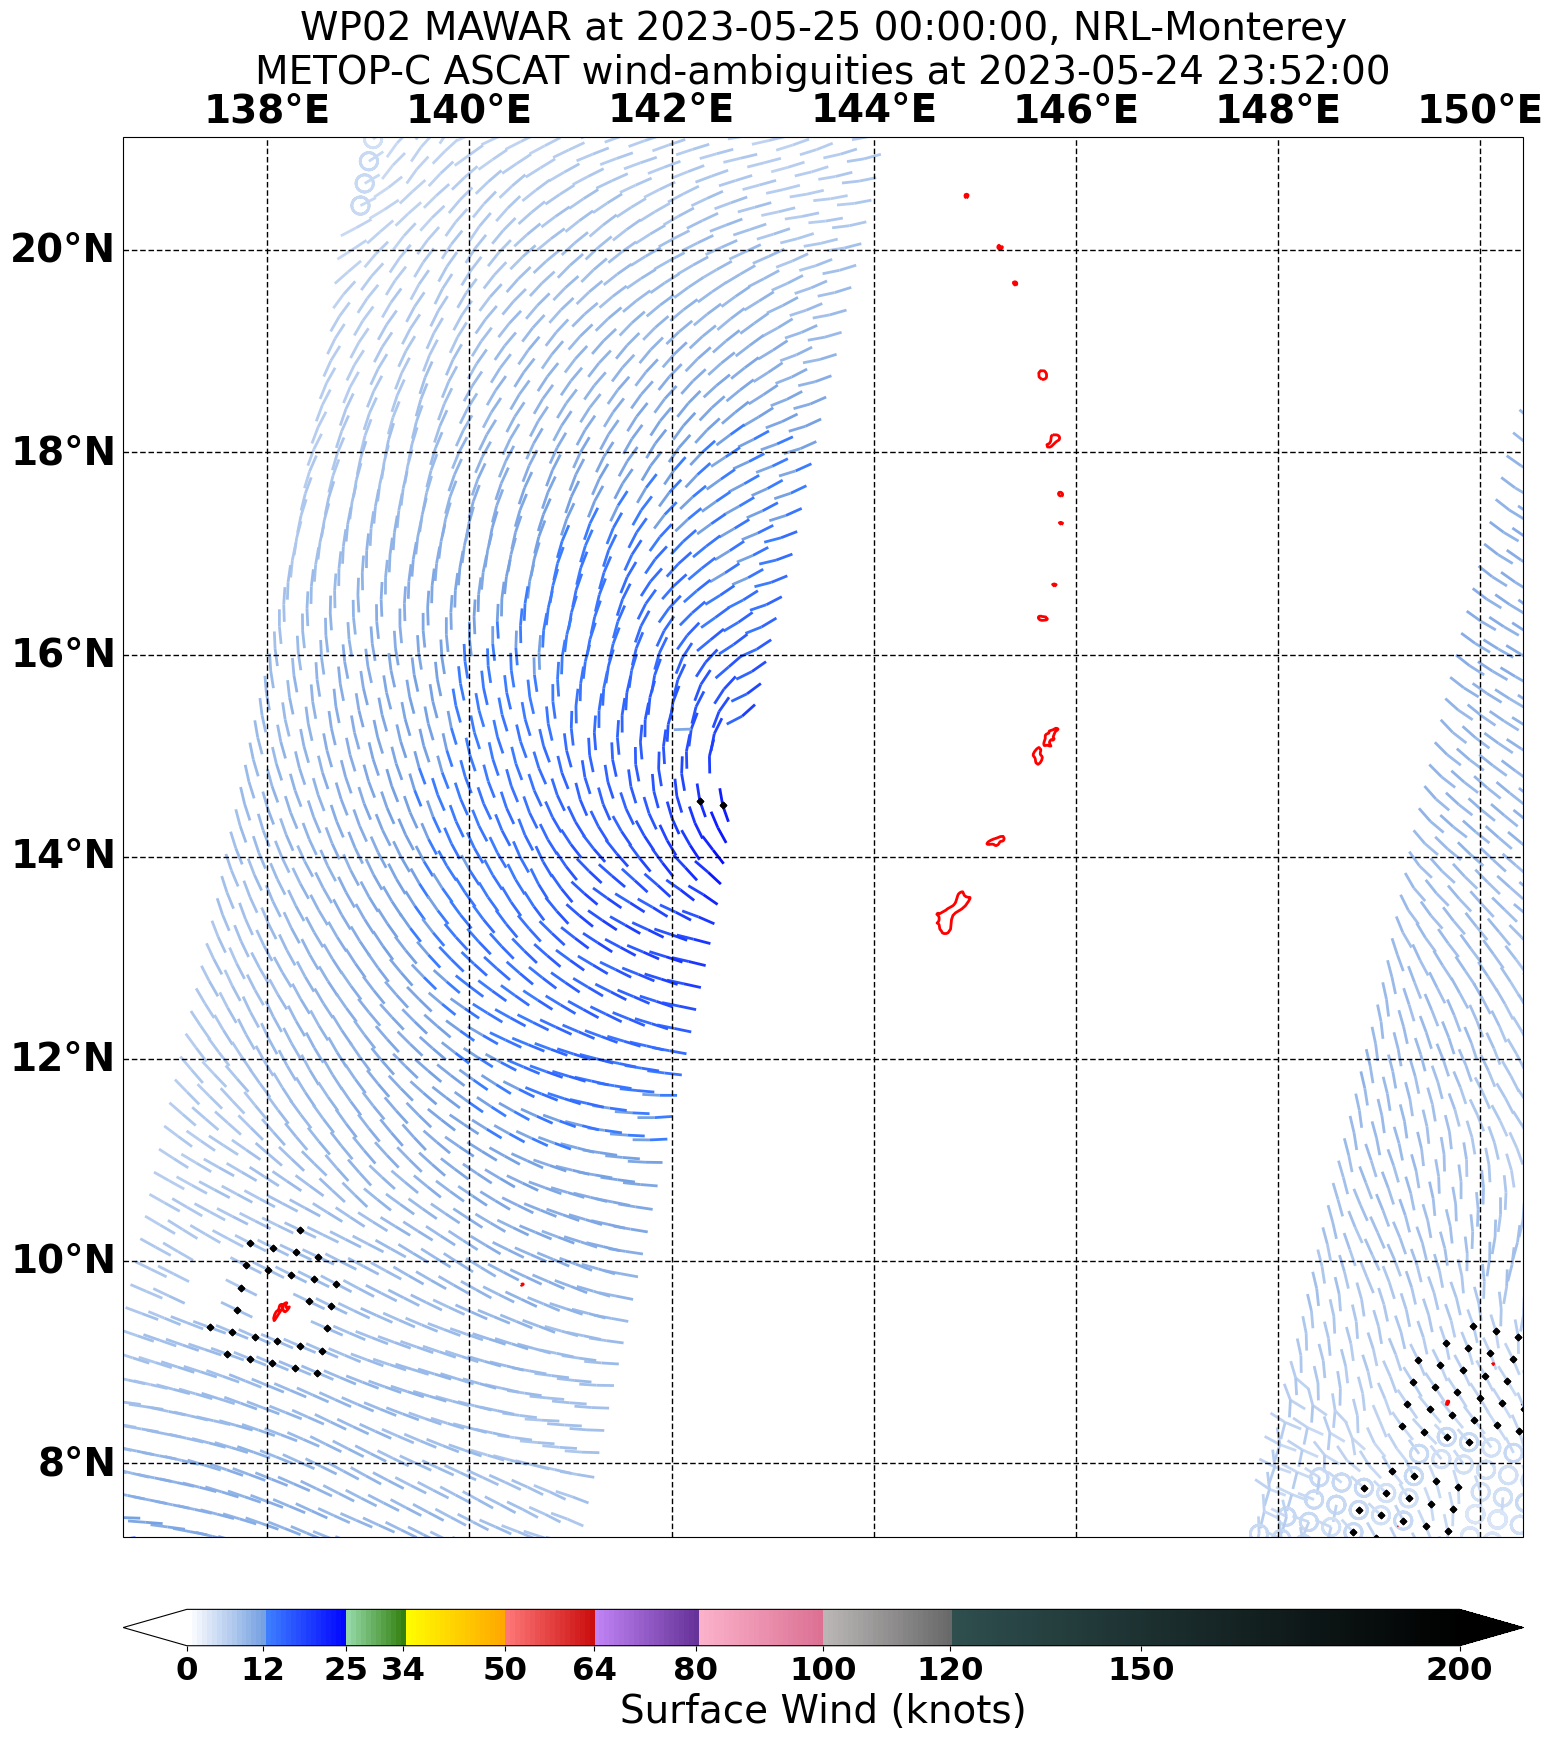 WP02 MAWAR at 2023-05-25 00:00:00, NRL-Monterey
METOP-C ASCAT wind-ambiguities at 2023-05-24 23:52:00
138°E 140°E 142°E 144°E 146°E 148°E 150°E
20°N
18°N
16°N
14°N
12°N
10°N
8°N
0 12 25 34 50 64 80 100 120 150 200
Surface Wind (knots)